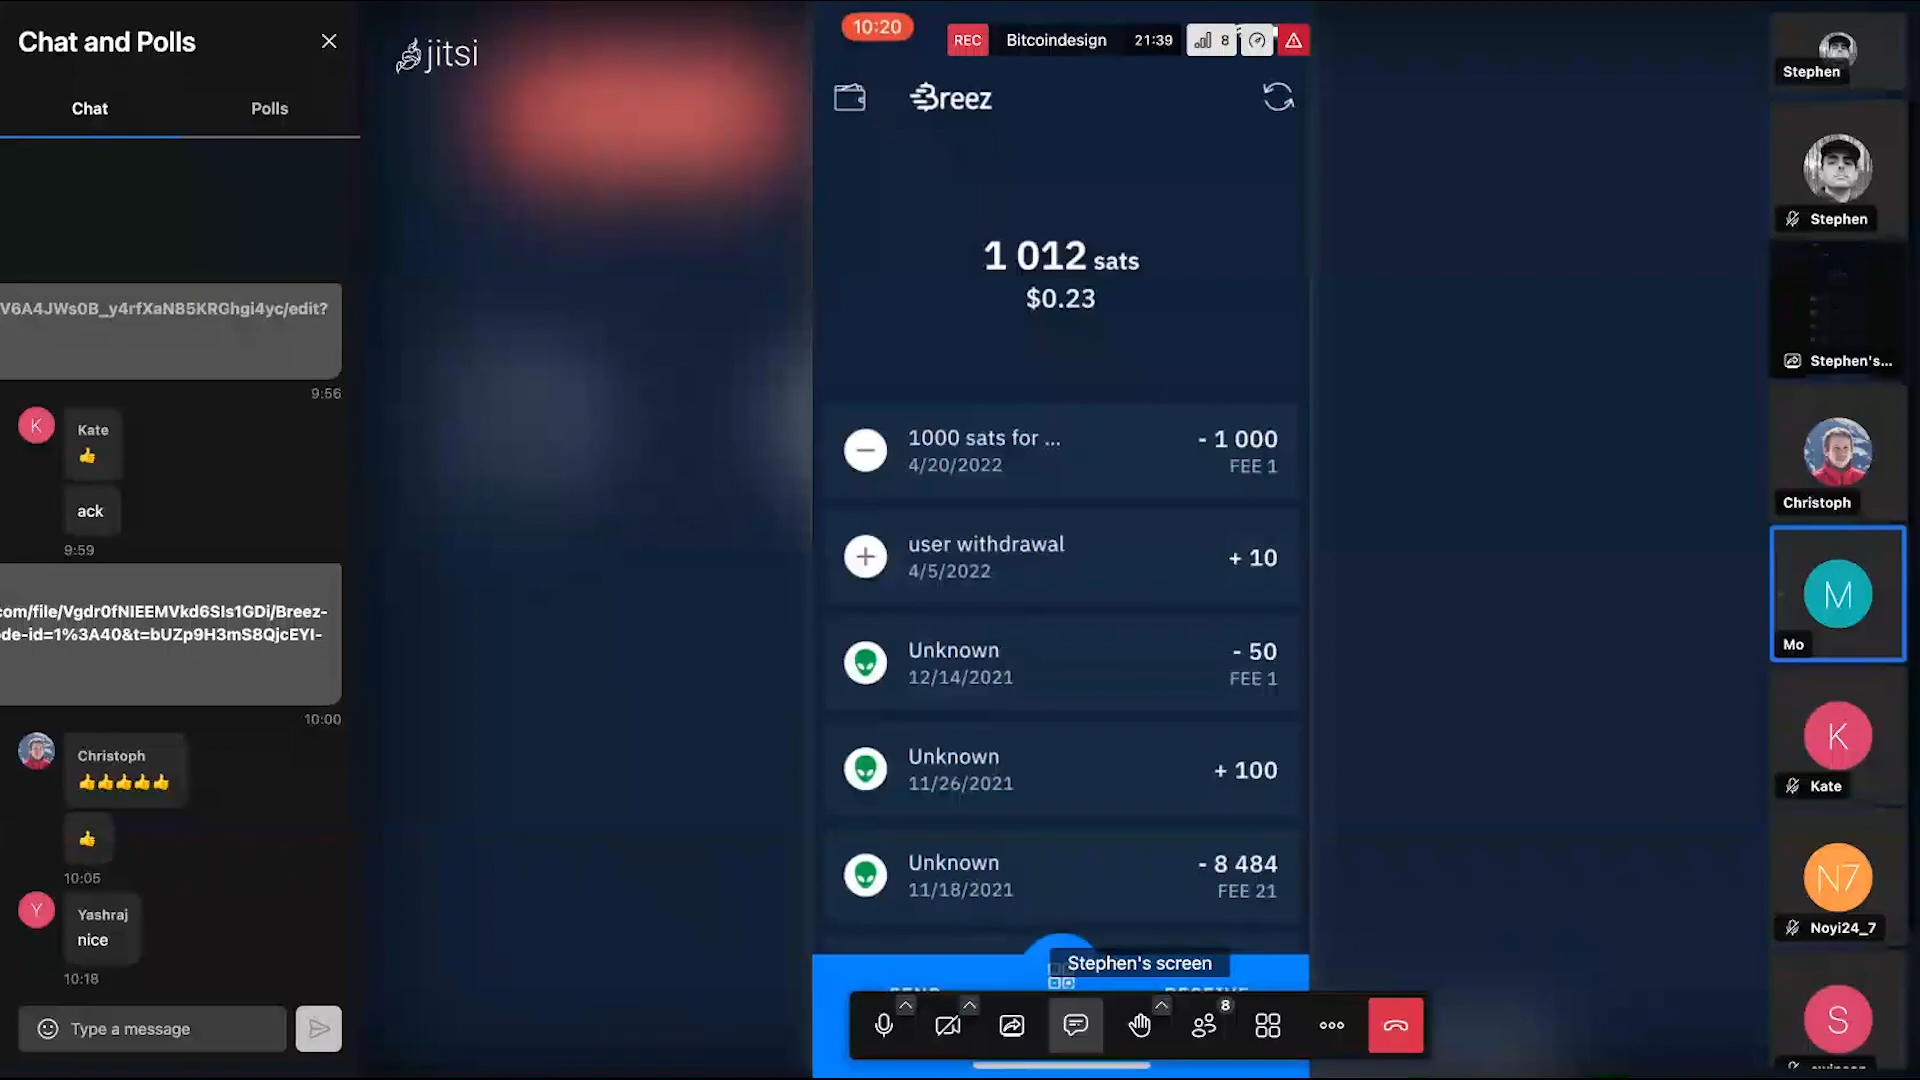 Chat and Polls
Chat
Polls
V6A4JWs0B_y4rfXaN85KRGhgi4yc/edit?
9:56
K
Kate
👍
ack
9:59
com/file/Vgdr0fNIEEMVkd6SIs1GDi/Breez-
de-id=1%3A40&t=bUZp9H3mS8QjcEYI-
10:00
Christoph
👍👍👍👍👍
👍
10:05
Y
Yashraj
nice
10:18
Type a message
jitsi
10:20
REC
Bitcoindesign
21:39
8
Breez
1 012 sats
$0.23
1000 sats for ...
- 1 000
4/20/2022
FEE 1
user withdrawal
+ 10
4/5/2022
Unknown
- 50
12/14/2021
FEE 1
Unknown
+ 100
11/26/2021
Unknown
- 8 484
11/18/2021
FEE 21
Stephen's screen
8
Stephen
Stephen
Stephen's...
Christoph
M
Mo
K
Kate
N7
Noyi24_7
S